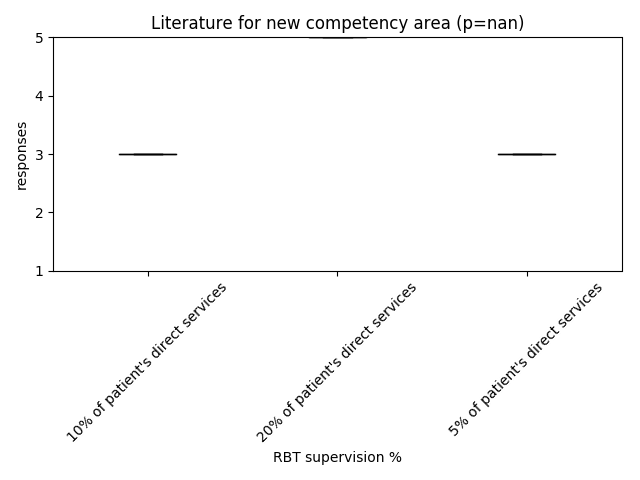 Literature for new competency area (p=nan)
5
4
3
2
1
responses
10% of patient's direct services
20% of patient's direct services
5% of patient's direct services
RBT supervision %